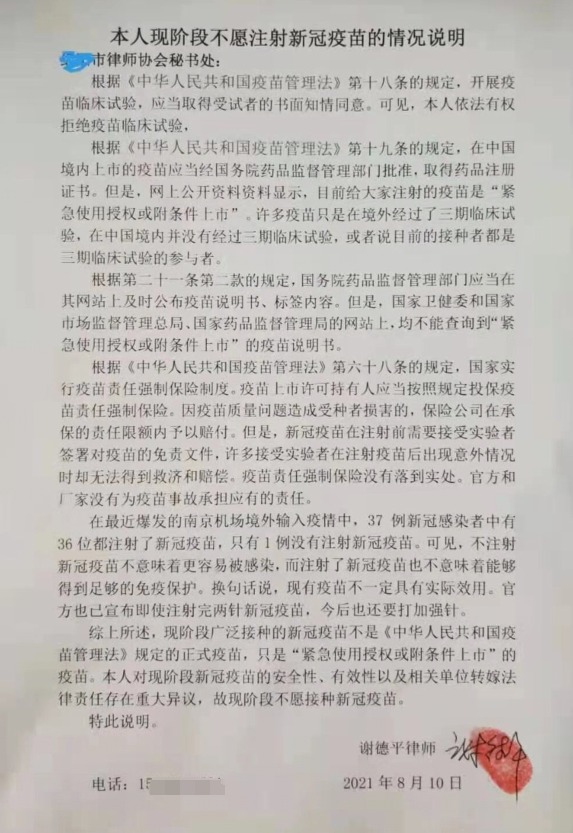 本人现阶段不愿注射新冠疫苗的情况说明
市律师协会秘书处：
根据《中华人民共和国疫苗管理法》第十八条的规定，开展疫
苗临床试验，应当取得受试者的书面知情同意。可见，本人依法有权
拒绝疫苗临床试验，
根据《中华人民共和国疫苗管理法》第十九条的规定，在中国
境内上市的疫苗应当经国务院药品监督管理部门批准，取得药品注册
证书。但是，网上公开资料资料显示，目前给大家注射的疫苗是“紧
急使用授权或附条件上市”。许多疫苗只是在境外经过了三期临床试
验，在中国境内并没有经过三期临床试验，或者说目前的接种者都是
三期临床试验的参与者。
根据第二十一条第二款的规定，国务院药品监督管理部门应当在
其网站上及时公布疫苗说明书、标签内容。但是，国家卫健委和国家
市场监督管理总局、国家药品监督管理局的网站上，均不能查询到“紧
急使用授权或附条件上市”的疫苗说明书。
根据《中华人民共和国疫苗管理法》第六十八条的规定，国家实
行疫苗责任强制保险制度。疫苗上市许可持有人应当按照规定投保疫
苗责任强制保险。因疫苗质量问题造成受种者损害的，保险公司在承
保的责任限额内予以赔付。但是，新冠疫苗在注射前需要接受实验者
签署对疫苗的免责文件，许多接受实验者在注射疫苗后出现意外情况
时却无法得到救济和赔偿。疫苗责任强制保险没有落到实处。官方和
厂家没有为疫苗事故承担应有的责任。
在最近爆发的南京机场境外输入疫情中，37 例新冠感染者中有
36 位都注射了新冠疫苗，只有 1 例没有注射新冠疫苗。可见，不注射
新冠疫苗不意味着更容易被感染，而注射了新冠疫苗也不意味着能够
得到足够的免疫保护。换句话说，现有疫苗不一定具有实际效用。官
方也已宣布即使注射完两针新冠疫苗，今后也还要打加强针。
综上所述，现阶段广泛接种的新冠疫苗不是《中华人民共和国疫
苗管理法》规定的正式疫苗，只是“紧急使用授权或附条件上市”的
疫苗。本人对现阶段新冠疫苗的安全性、有效性以及相关单位转嫁法
律责任存在重大异议，故现阶段不愿接种新冠疫苗。
特此说明。
谢德平律师
电话：15
2021 年 8 月 10 日